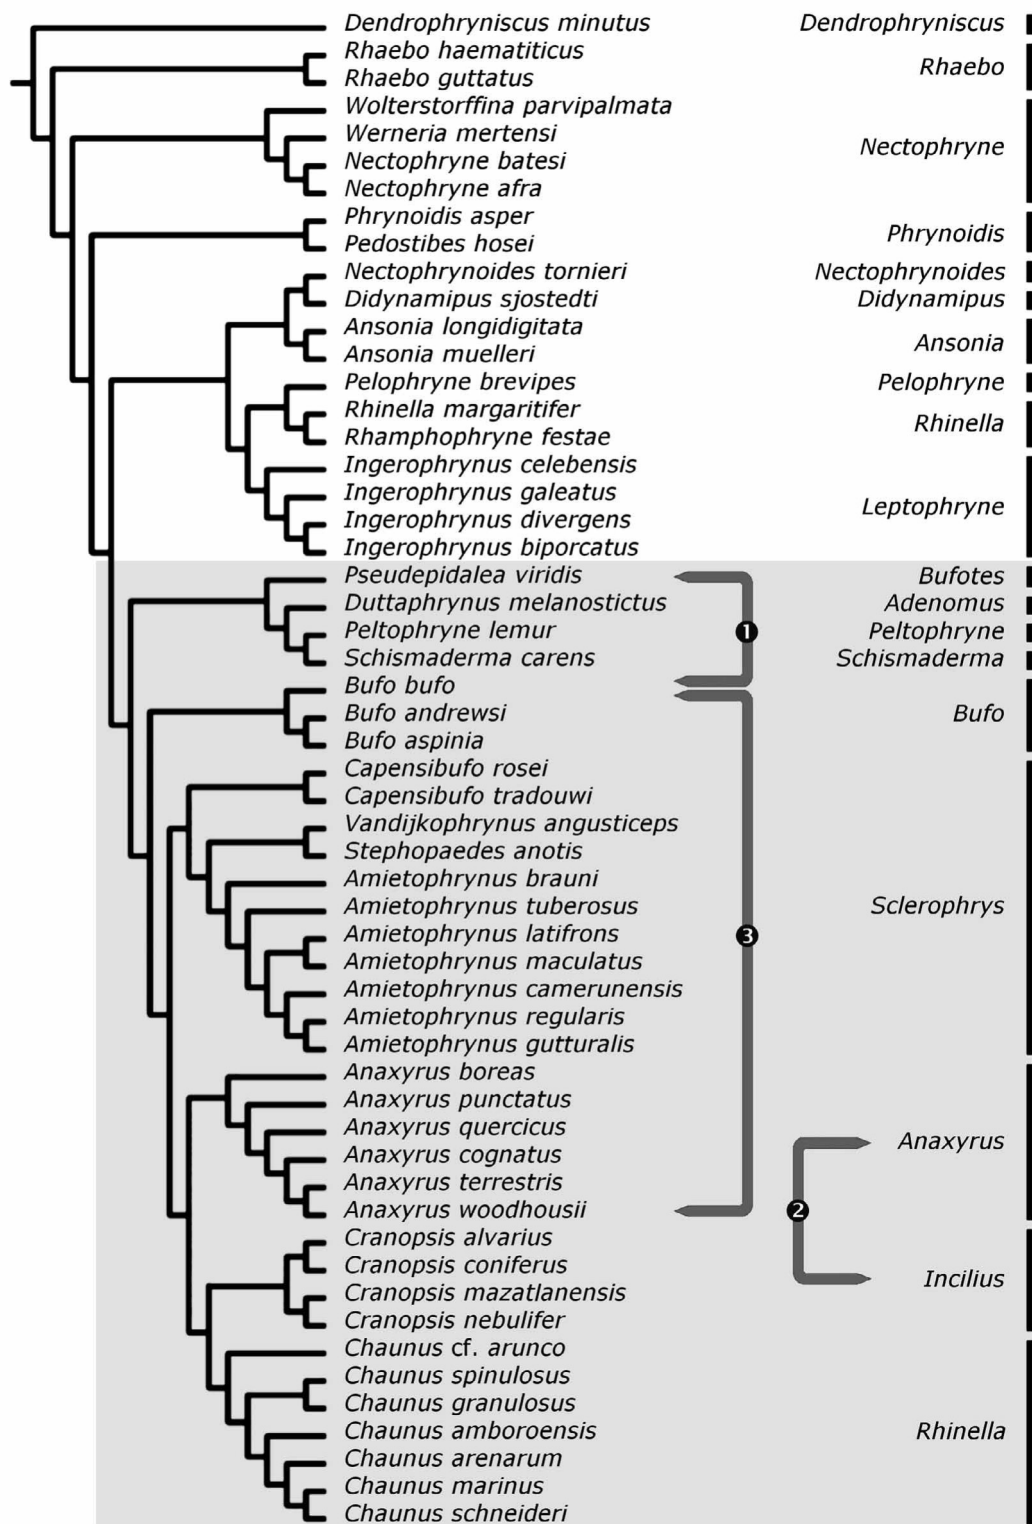 Dendrophryniscus minutus Dendrophryniscus
Rhaebo haematiticus
Rhaebo
Rhaebo guttatus
Wolterstorffina parvipalmata
Werneria mertensi
Nectophryne
Nectophryne batesi
Nectophryne afra
Phrynoidis asper
Phrynoidis
Pedostibes hosei
Nectophrynoides tornieri Nectophrynoides
Didynamipus sjostedti Didynamipus
Ansonia longidigitata
Ansonia
Ansonia muelleri
Pelophryne brevipes Pelophryne
Rhinella margaritifer
Rhinella
Rhamphophryne festae
Ingerophrynus celebensis
Ingerophrynus galeatus
Leptophryne
Ingerophrynus divergens
Ingerophrynus biporcatus
Pseudepidalea viridis Bufotes
Duttaphrynus melanostictus Adenomus
Peltophryne lemur 1 Peltophryne
Schismaderma carens Schismaderma
Bufo bufo
Bufo andrewsi Bufo
Bufo aspinia
Capensibufo rosei
Capensibufo tradouwi
Vandijkophrynus angusticeps
Stephopaedes anotis
Amietophrynus brauni
Amietophrynus tuberosus Sclerophrys
Amietophrynus latifrons 3
Amietophrynus maculatus
Amietophrynus camerunensis
Amietophrynus regularis
Amietophrynus gutturalis
Anaxyrus boreas
Anaxyrus punctatus
Anaxyrus quercicus
Anaxyrus
Anaxyrus cognatus
Anaxyrus terrestris
Anaxyrus woodhousii 2
Cranopsis alvarius
Cranopsis coniferus
Incilius
Cranopsis mazatlanensis
Cranopsis nebulifer
Chaunus cf. arunco
Chaunus spinulosus
Chaunus granulosus
Chaunus amboroensis Rhinella
Chaunus arenarum
Chaunus marinus
Chaunus schneideri